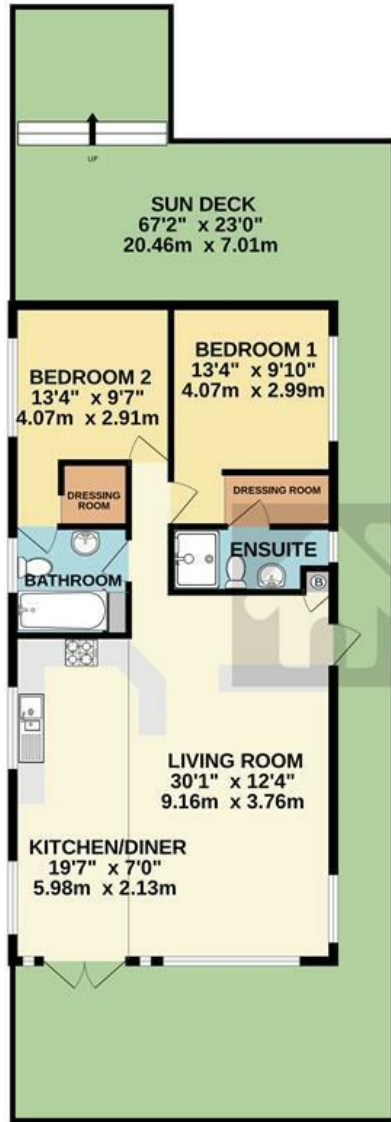 UP
SUN DECK
67'2" x 23'0"
20.46m x 7.01m
BEDROOM 2
13'4" x 9'7"
4.07m x 2.91m
BEDROOM 1
13'4" x 9'10"
4.07m x 2.99m
DRESSING
ROOM
DRESSING ROOM
BATHROOM
ENSUITE
B
LIVING ROOM
30'1" x 12'4"
9.16m x 3.76m
KITCHEN/DINER
19'7" x 7'0"
5.98m x 2.13m